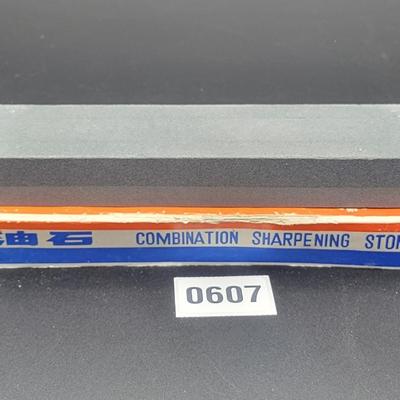 油石 COMBINATION SHARPENING STON
0607